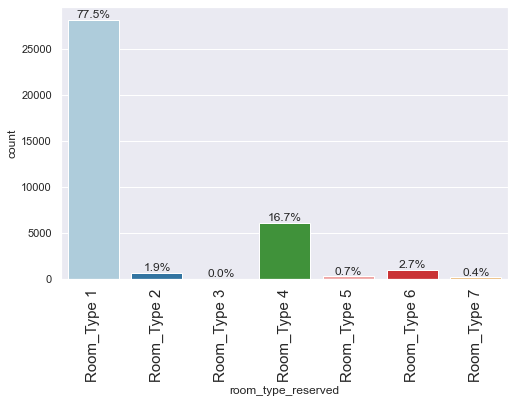 77.5%
25000
20000
15000
10000
5000
0
count
1.9%
0.0%
16.7%
0.7%
2.7%
0.4%
Room_Type 1
Room_Type 2
Room_Type 3
Room_Type 4
Room_Type 5
Room_Type 6
Room_Type 7
room_type_reserved